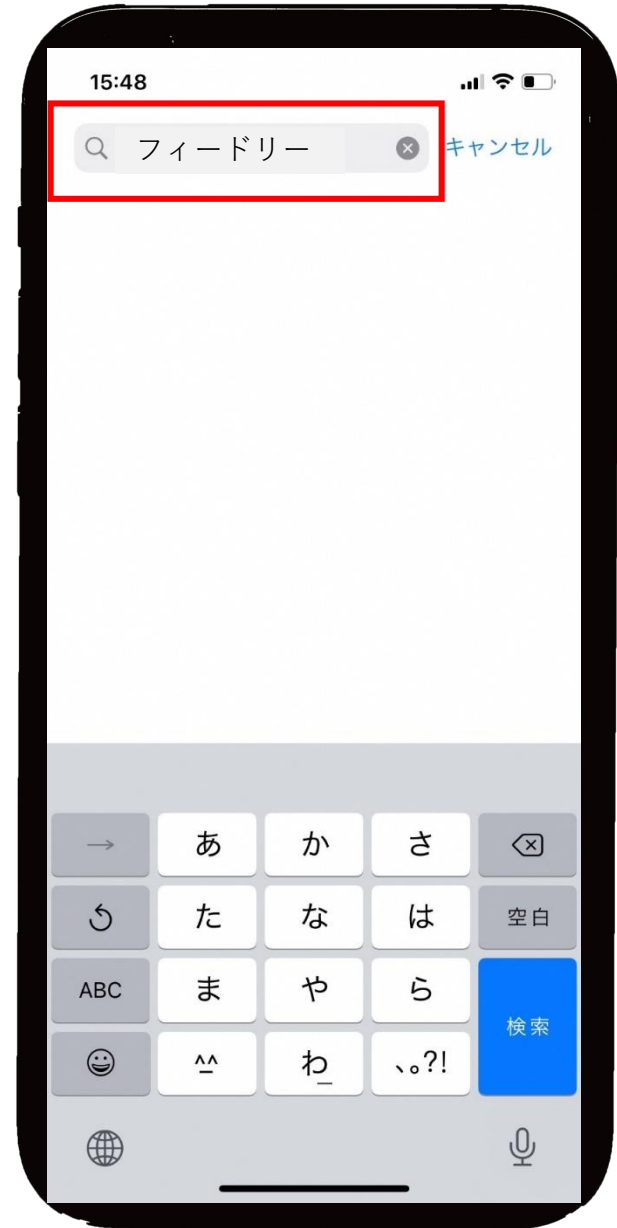 15:48
フィードリー キャンセル
→ あ か さ
た な は 空白
ABC ま や ら
検索
^^ わ_ 、。?!